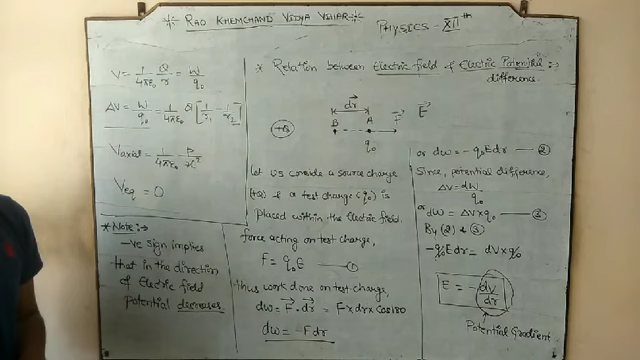 -:* RAO KHEMCHAND VIDYA VIHAR *:-
PHYSICS - XIIth
V = 1/4πε₀ Q/r = W/q₀
ΔV = W/q₀ = 1/4πε₀ Q[1/r₁ - 1/r₂]
Vaxial = 1/4πε₀ P/r²
Veq = 0
* Note:→
-ve sign implies
that in the direction
of Electric field
potential decreases
* Relation between Electric field & Electric Potential :→
difference
dr→
B A F→ E→
+Q q₀
Let us conside a source charge
(+Q) & a test charge (q₀) is
placed within the electric field.
force acting on test charge,
F = q₀E —①
thus work done on test charge,
dw = F→ . dr→ = F x dr x cos180
dw = -Fdr
or dw = -q₀Edr —②
Since, potential difference,
ΔV = dW/q₀
or dw = ΔV x q₀ —③
By ② & ③
-q₀Edr = dV x q₀
E = -dv/dr
Potential Gradient